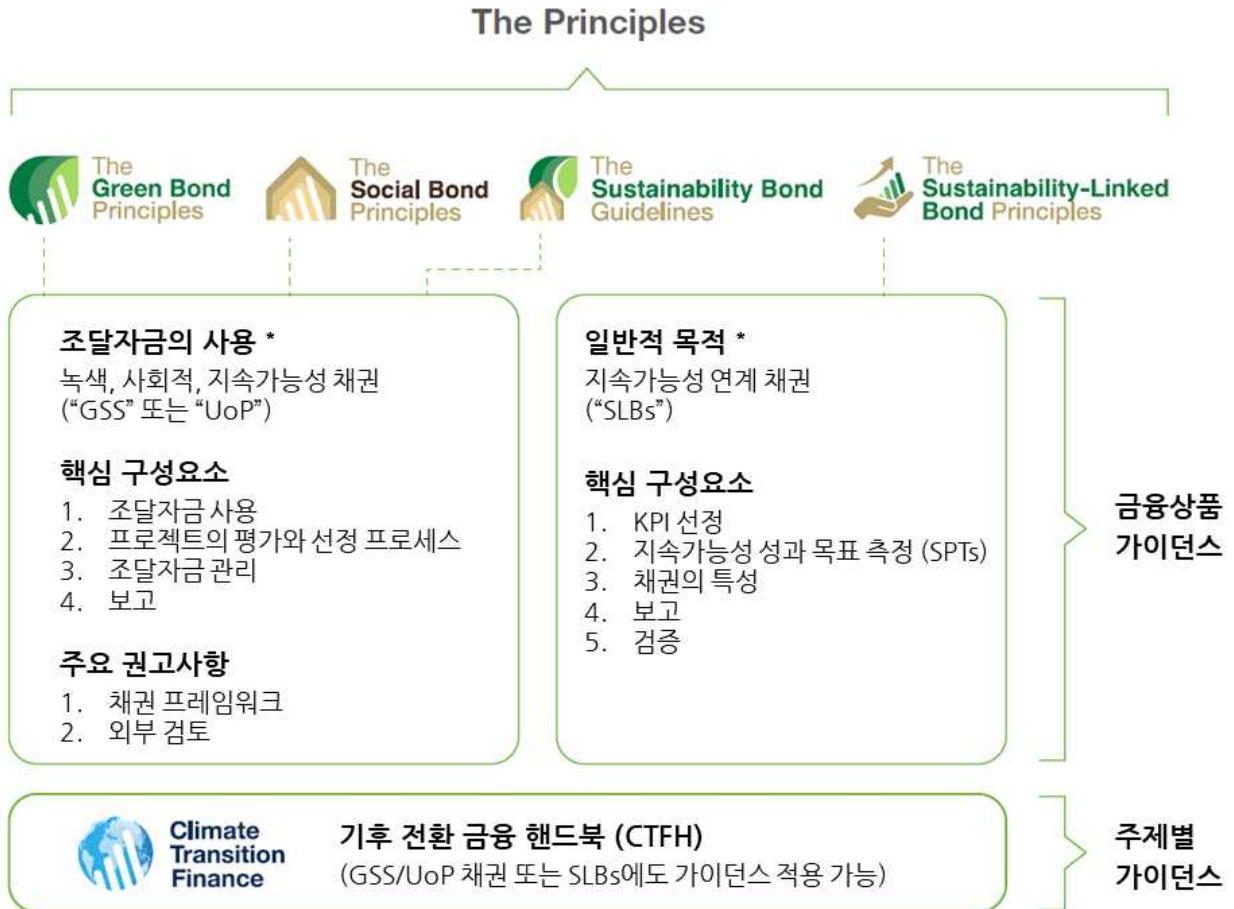 The Principles
The
Green Bond
Principles
The
Social Bond
Principles
The
Sustainability Bond
Guidelines
The
Sustainability-Linked
Bond Principles
조달자금의 사용 *
녹색, 사회적, 지속가능성 채권
(“GSS” 또는 “UoP”)
핵심 구성요소
1. 조달자금 사용
2. 프로젝트의 평가와 선정 프로세스
3. 조달자금 관리
4. 보고
주요 권고사항
1. 채권 프레임워크
2. 외부 검토
일반적 목적 *
지속가능성 연계 채권
(“SLBs”)
핵심 구성요소
1. KPI 선정
2. 지속가능성 성과 목표 측정 (SPTs)
3. 채권의 특성
4. 보고
5. 검증
금융상품
가이던스
Climate
Transition
Finance
기후 전환 금융 핸드북 (CTFH)
(GSS/UoP 채권 또는 SLBs에도 가이던스 적용 가능)
주제별
가이던스